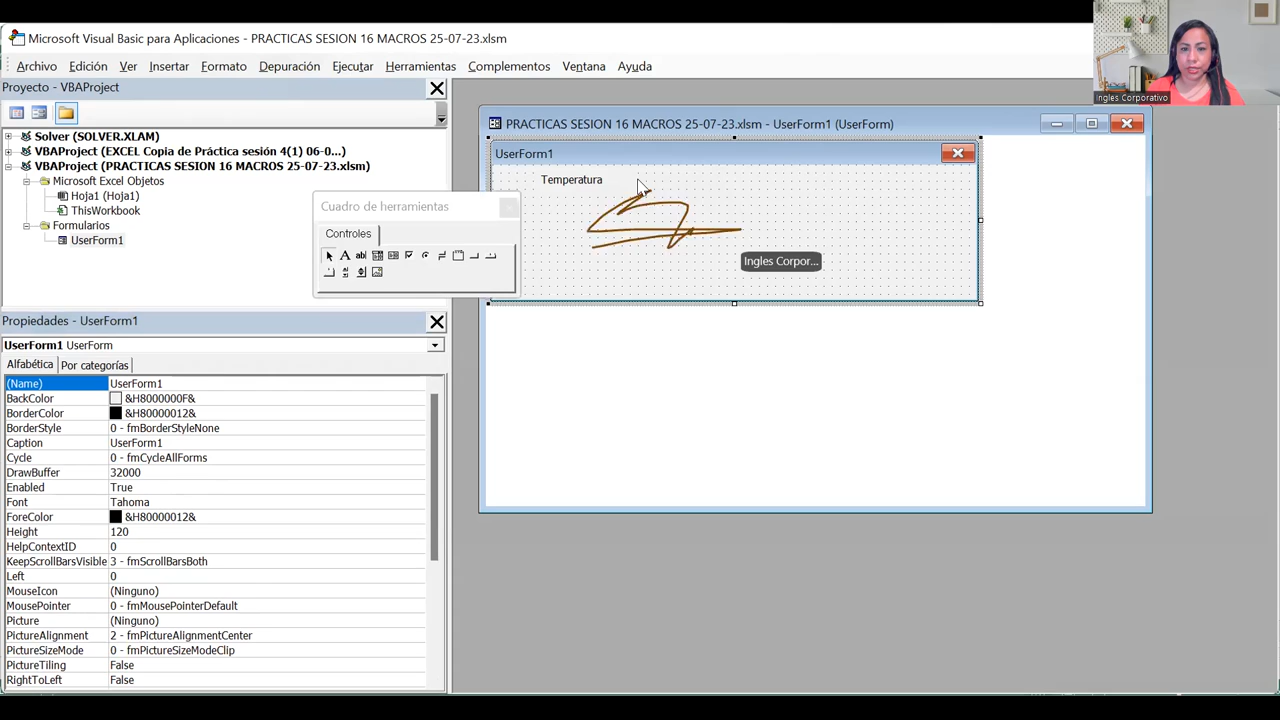 Microsoft Visual Basic para Aplicaciones - PRACTICAS SESION 16 MACROS 25-07-23.xlsm
Archivo Edición Ver Insertar Formato Depuración Ejecutar Herramientas Complementos Ventana Ayuda
Ingles Corporativo
Proyecto - VBAProject
Solver (SOLVER.XLAM)
VBAProject (EXCEL Copia de Práctica sesión 4(1) 06-0...)
VBAProject (PRACTICAS SESION 16 MACROS 25-07-23.xlsm)
Microsoft Excel Objetos
Hoja1 (Hoja1)
ThisWorkbook
Formularios
UserForm1
Cuadro de herramientas
Controles
A ab|
PRACTICAS SESION 16 MACROS 25-07-23.xlsm - UserForm1 (UserForm)
UserForm1
Temperatura
Ingles Corpor...
Propiedades - UserForm1
UserForm1 UserForm
Alfabética Por categorías
(Name) UserForm1
BackColor &H8000000F&
BorderColor &H80000012&
BorderStyle 0 - fmBorderStyleNone
Caption UserForm1
Cycle 0 - fmCycleAllForms
DrawBuffer 32000
Enabled True
Font Tahoma
ForeColor &H80000012&
Height 120
HelpContextID 0
KeepScrollBarsVisible 3 - fmScrollBarsBoth
Left 0
MouseIcon (Ninguno)
MousePointer 0 - fmMousePointerDefault
Picture (Ninguno)
PictureAlignment 2 - fmPictureAlignmentCenter
PictureSizeMode 0 - fmPictureSizeModeClip
PictureTiling False
RightToLeft False